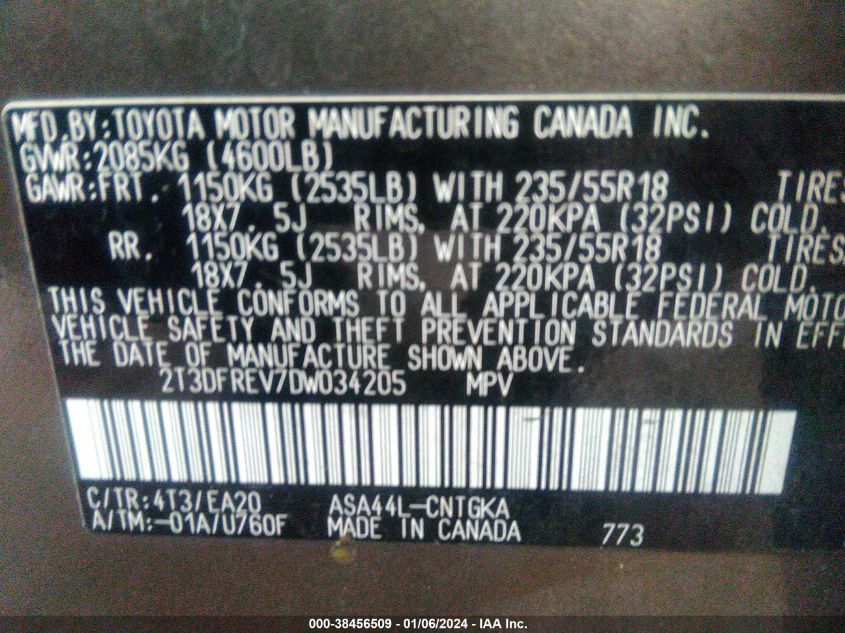 MFD.BY:TOYOTA MOTOR MANUFACTURING CANADA INC.
GVWR:2085KG (4600LB)
GAWR:FRT. 1150KG (2535LB) WITH 235/55R18 TIRES
18X7.5J RIMS, AT 220KPA (32PSI) COLD.
RR. 1150KG (2535LB) WITH 235/55R18 TIRES
18X7.5J RIMS, AT 220KPA (32PSI) COLD.
THIS VEHICLE CONFORMS TO ALL APPLICABLE FEDERAL MOTO
VEHICLE SAFETY AND THEFT PREVENTION STANDARDS IN EFFE
THE DATE OF MANUFACTURE SHOWN ABOVE.
2T3DFREV7DW034205 MPV
C/TR:4T3/EA20 ASA44L-CNTGKA
A/TM:-01A/U760F MADE IN CANADA 773
000-38456509 - 01/06/2024 - IAA Inc.